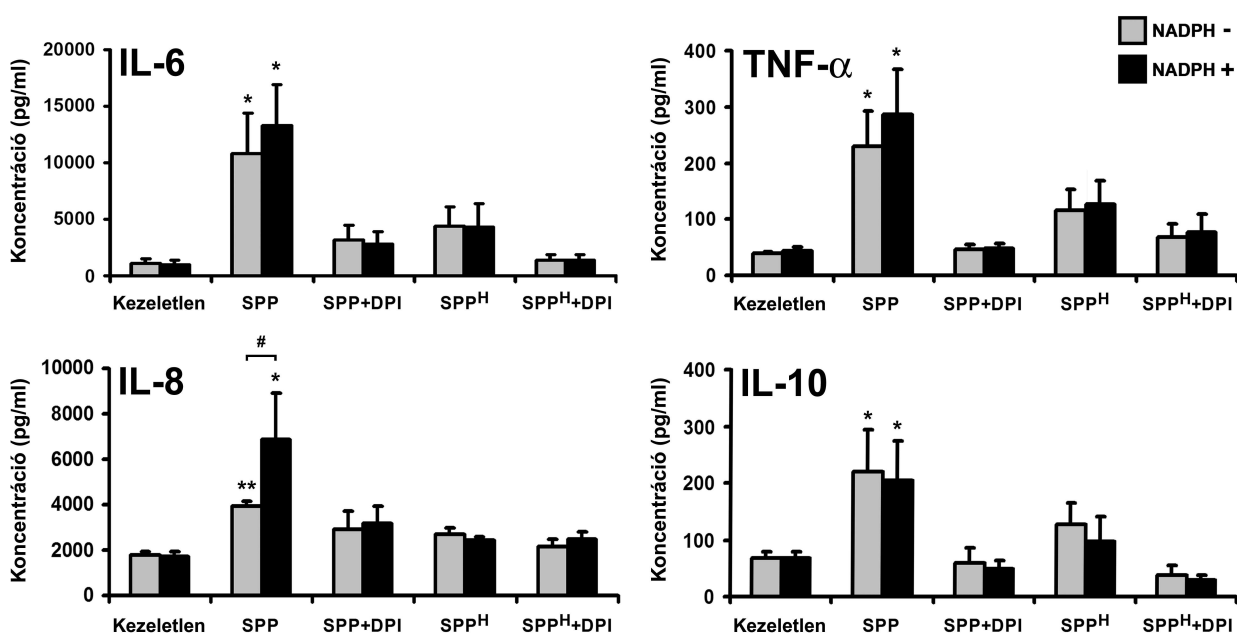 NADPH -
NADPH +
IL-6
Koncentráció (pg/ml)
20000
15000
10000
5000
0
* *
Kezeletlen SPP SPP+DPI SPPᴴ SPPᴴ+DPI
TNF-α
Koncentráció (pg/ml)
400
300
200
100
0
* *
Kezeletlen SPP SPP+DPI SPPᴴ SPPᴴ+DPI
IL-8
Koncentráció (pg/ml)
10000
8000
6000
4000
2000
0
#
** *
Kezeletlen SPP SPP+DPI SPPᴴ SPPᴴ+DPI
IL-10
Koncentráció (pg/ml)
400
300
200
100
0
* *
Kezeletlen SPP SPP+DPI SPPᴴ SPPᴴ+DPI